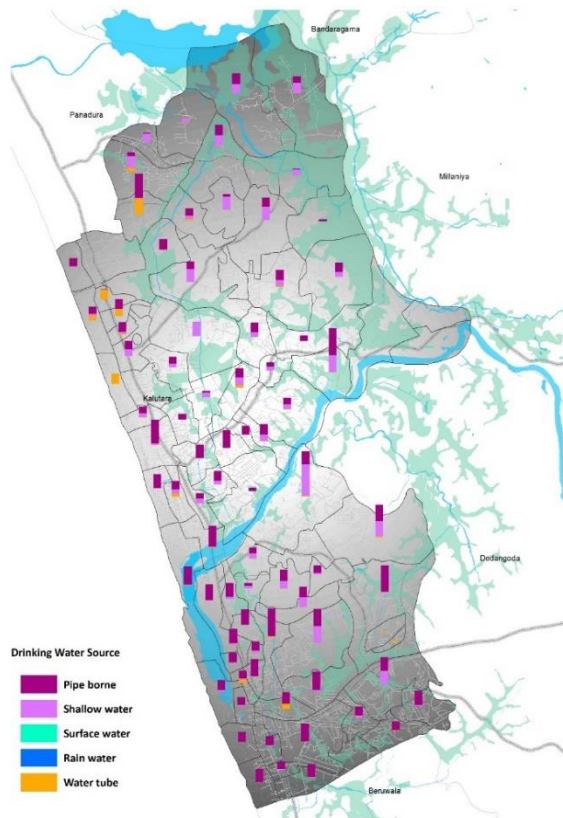 Bandaragama
Panadura
Millaniya
Kalutara
Dodangoda
Drinking Water Source
Pipe borne
Shallow water
Surface water
Rain water
Water tube
Beruwala